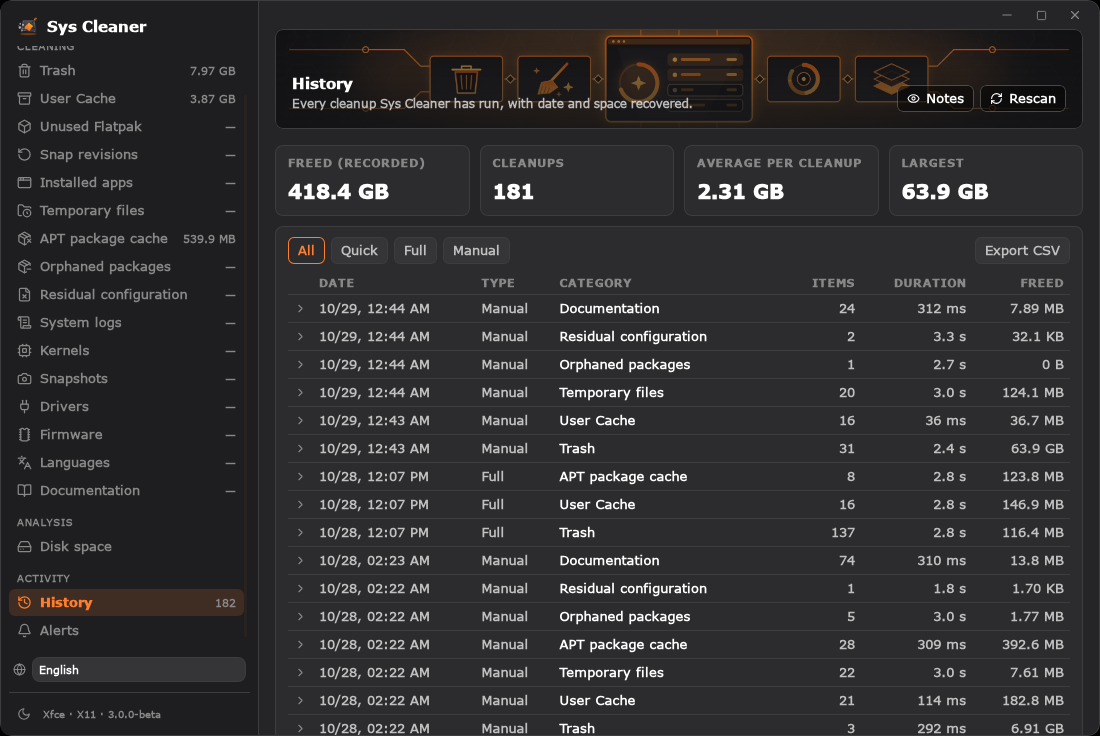 Sys Cleaner
CLEANING
Trash 7.97 GB
User Cache 3.87 GB
Unused Flatpak —
Snap revisions —
Installed apps —
Temporary files —
APT package cache 539.9 MB
Orphaned packages —
Residual configuration —
System logs —
Kernels —
Snapshots —
Drivers —
Firmware —
Languages —
Documentation —
ANALYSIS
Disk space
ACTIVITY
History 182
Alerts
English
Xfce · X11 · 3.0.0-beta
History
Every cleanup Sys Cleaner has run, with date and space recovered.
Notes Rescan
FREED (RECORDED) CLEANUPS AVERAGE PER CLEANUP LARGEST
418.4 GB 181 2.31 GB 63.9 GB
All Quick Full Manual Export CSV
DATE TYPE CATEGORY ITEMS DURATION FREED
10/29, 12:44 AM Manual Documentation 24 312 ms 7.89 MB
10/29, 12:44 AM Manual Residual configuration 2 3.3 s 32.1 KB
10/29, 12:44 AM Manual Orphaned packages 1 2.7 s 0 B
10/29, 12:44 AM Manual Temporary files 20 3.0 s 124.1 MB
10/29, 12:43 AM Manual User Cache 16 36 ms 36.7 MB
10/29, 12:43 AM Manual Trash 31 2.4 s 63.9 GB
10/28, 12:07 PM Full APT package cache 8 2.8 s 123.8 MB
10/28, 12:07 PM Full User Cache 16 2.8 s 146.9 MB
10/28, 12:07 PM Full Trash 137 2.8 s 116.4 MB
10/28, 02:23 AM Manual Documentation 74 310 ms 13.8 MB
10/28, 02:22 AM Manual Residual configuration 1 1.8 s 1.70 KB
10/28, 02:22 AM Manual Orphaned packages 5 3.0 s 1.77 MB
10/28, 02:22 AM Manual APT package cache 28 309 ms 392.6 MB
10/28, 02:22 AM Manual Temporary files 22 3.0 s 7.61 MB
10/28, 02:22 AM Manual User Cache 21 114 ms 182.8 MB
10/28, 02:22 AM Manual Trash 3 292 ms 6.91 GB